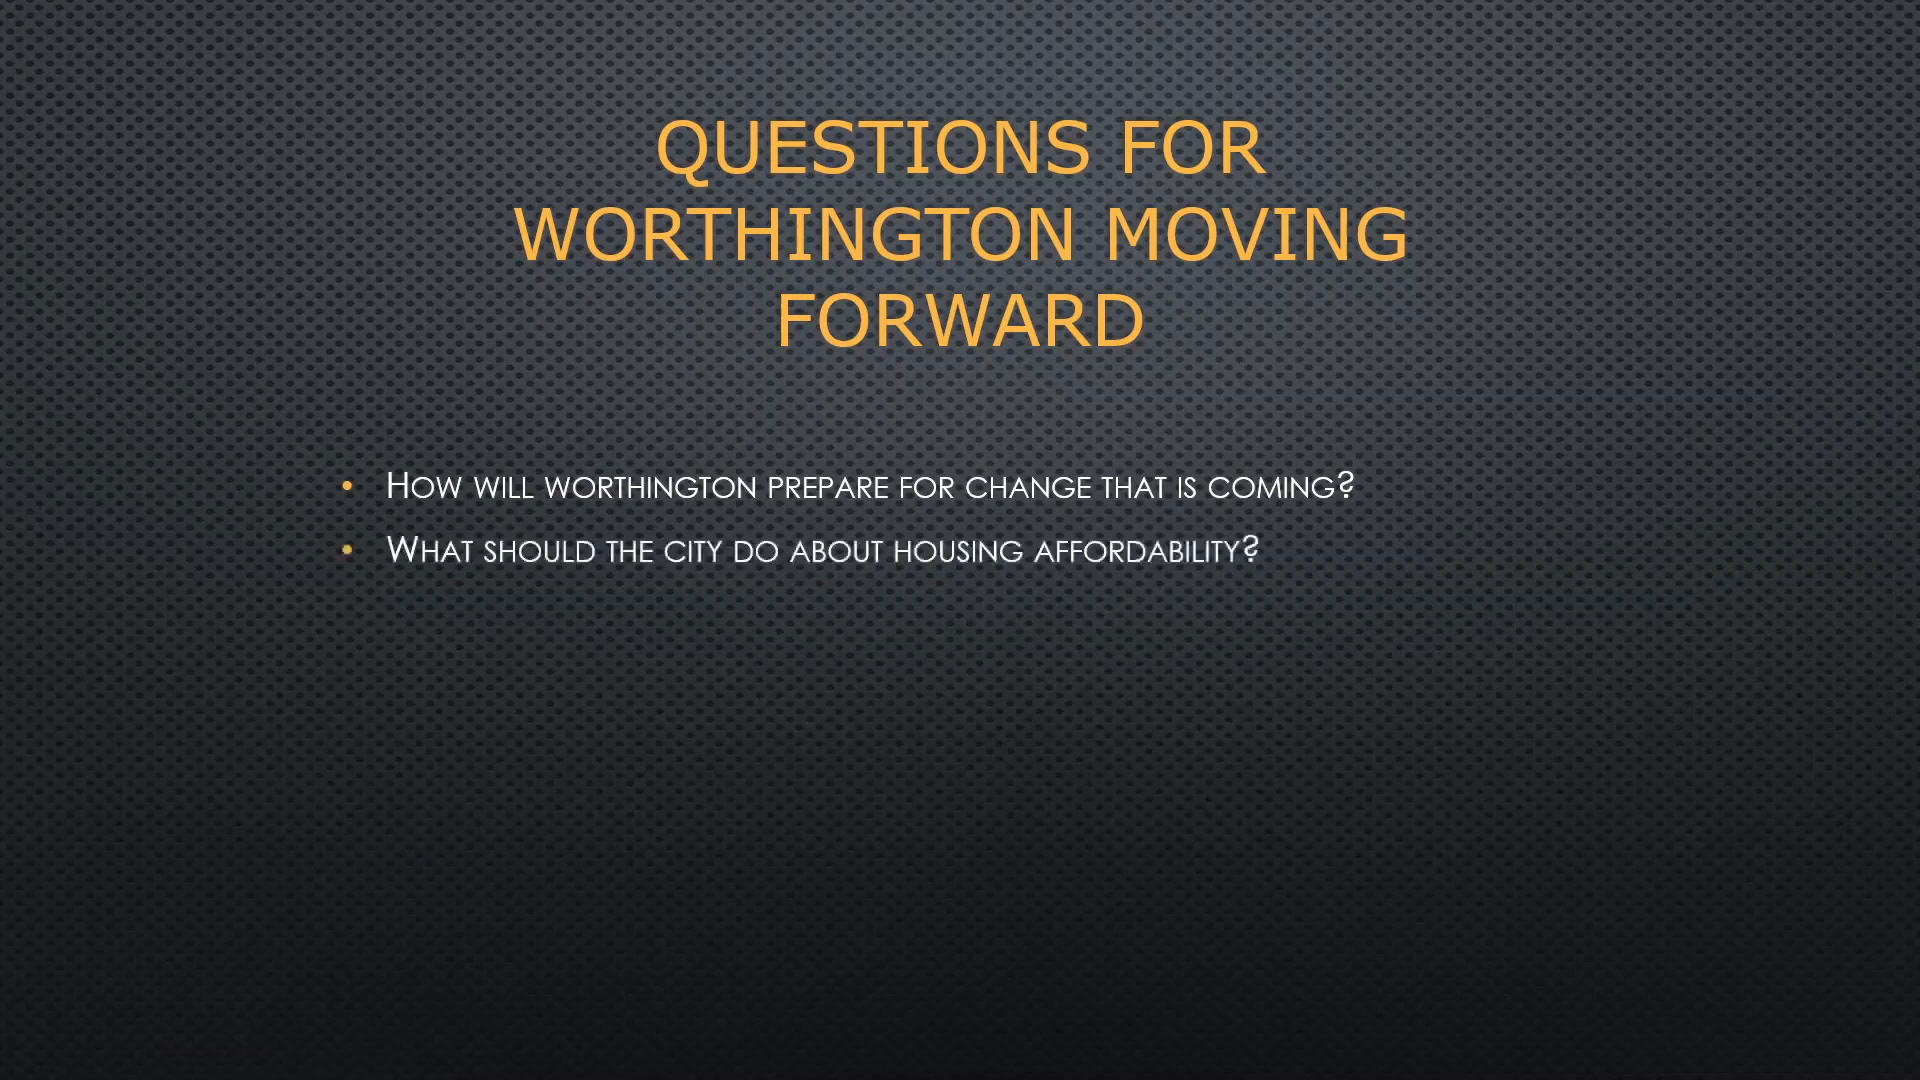 QUESTIONS FOR
WORTHINGTON MOVING
FORWARD
• How will worthington prepare for change that is coming?
• What should the city do about housing affordability?